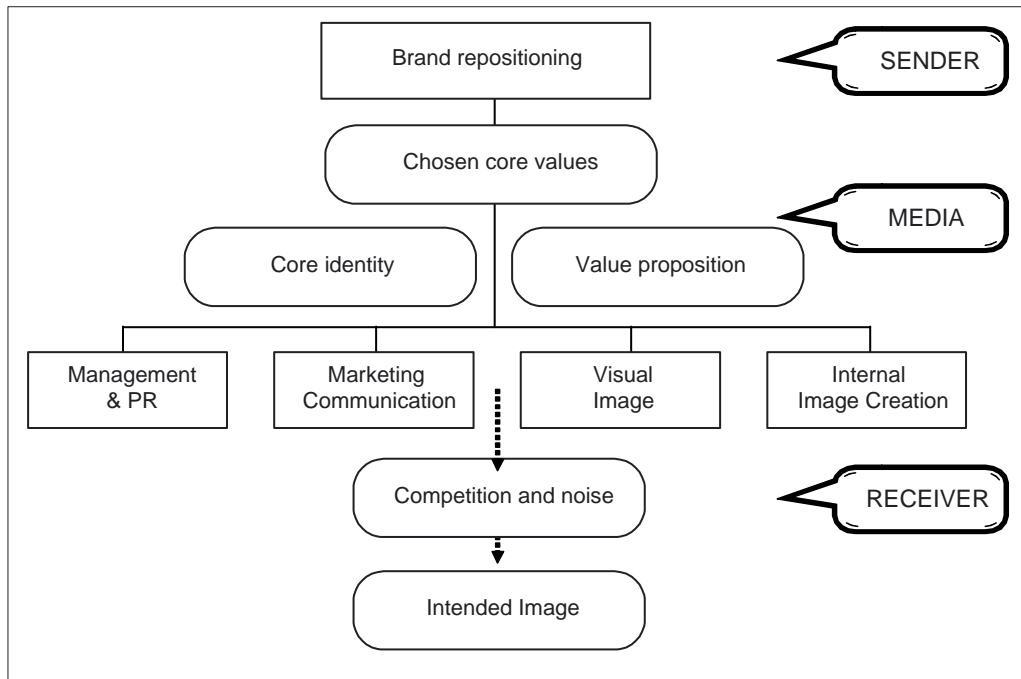 Brand repositioning
SENDER
Chosen core values
MEDIA
Core identity
Value proposition
Management
& PR
Marketing
Communication
Visual
Image
Internal
Image Creation
Competition and noise
RECEIVER
Intended Image